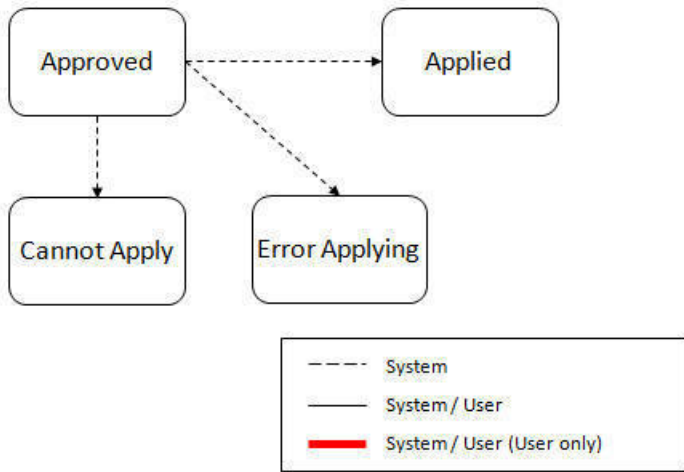 Approved
Applied
Cannot Apply
Error Applying
System
System / User
System / User (User only)